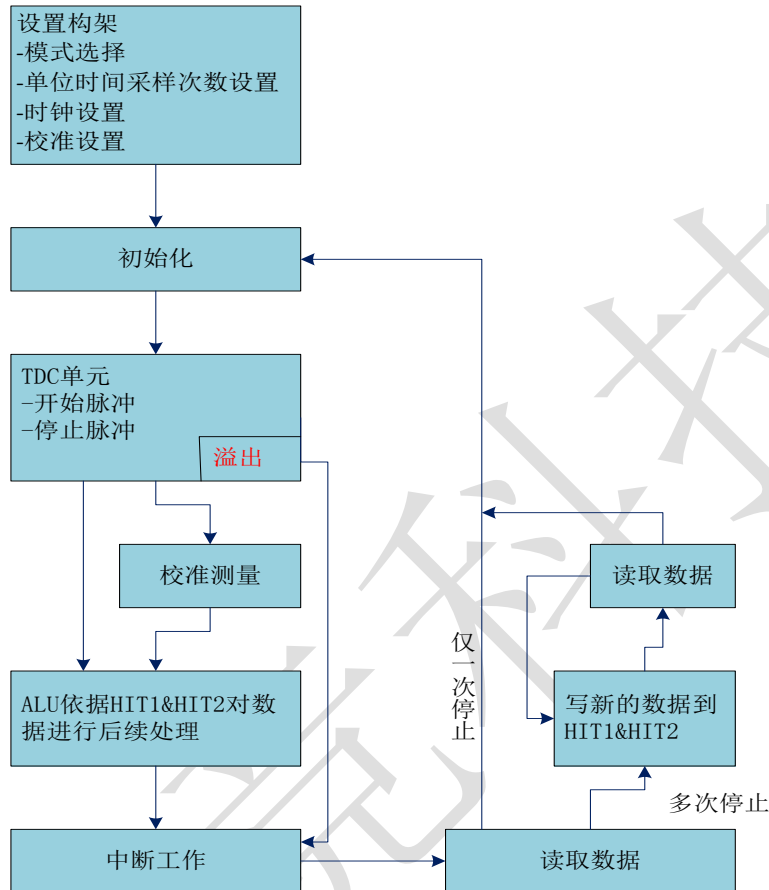 设置构架
-模式选择
-单位时间采样次数设置
-时钟设置
-校准设置
初始化
TDC单元
-开始脉冲
-停止脉冲
溢出
校准测量
读取数据
仅一次停止
ALU依据HIT1&HIT2对数
据进行后续处理
写新的数据到
HIT1&HIT2
多次停止
中断工作
读取数据
竞科技